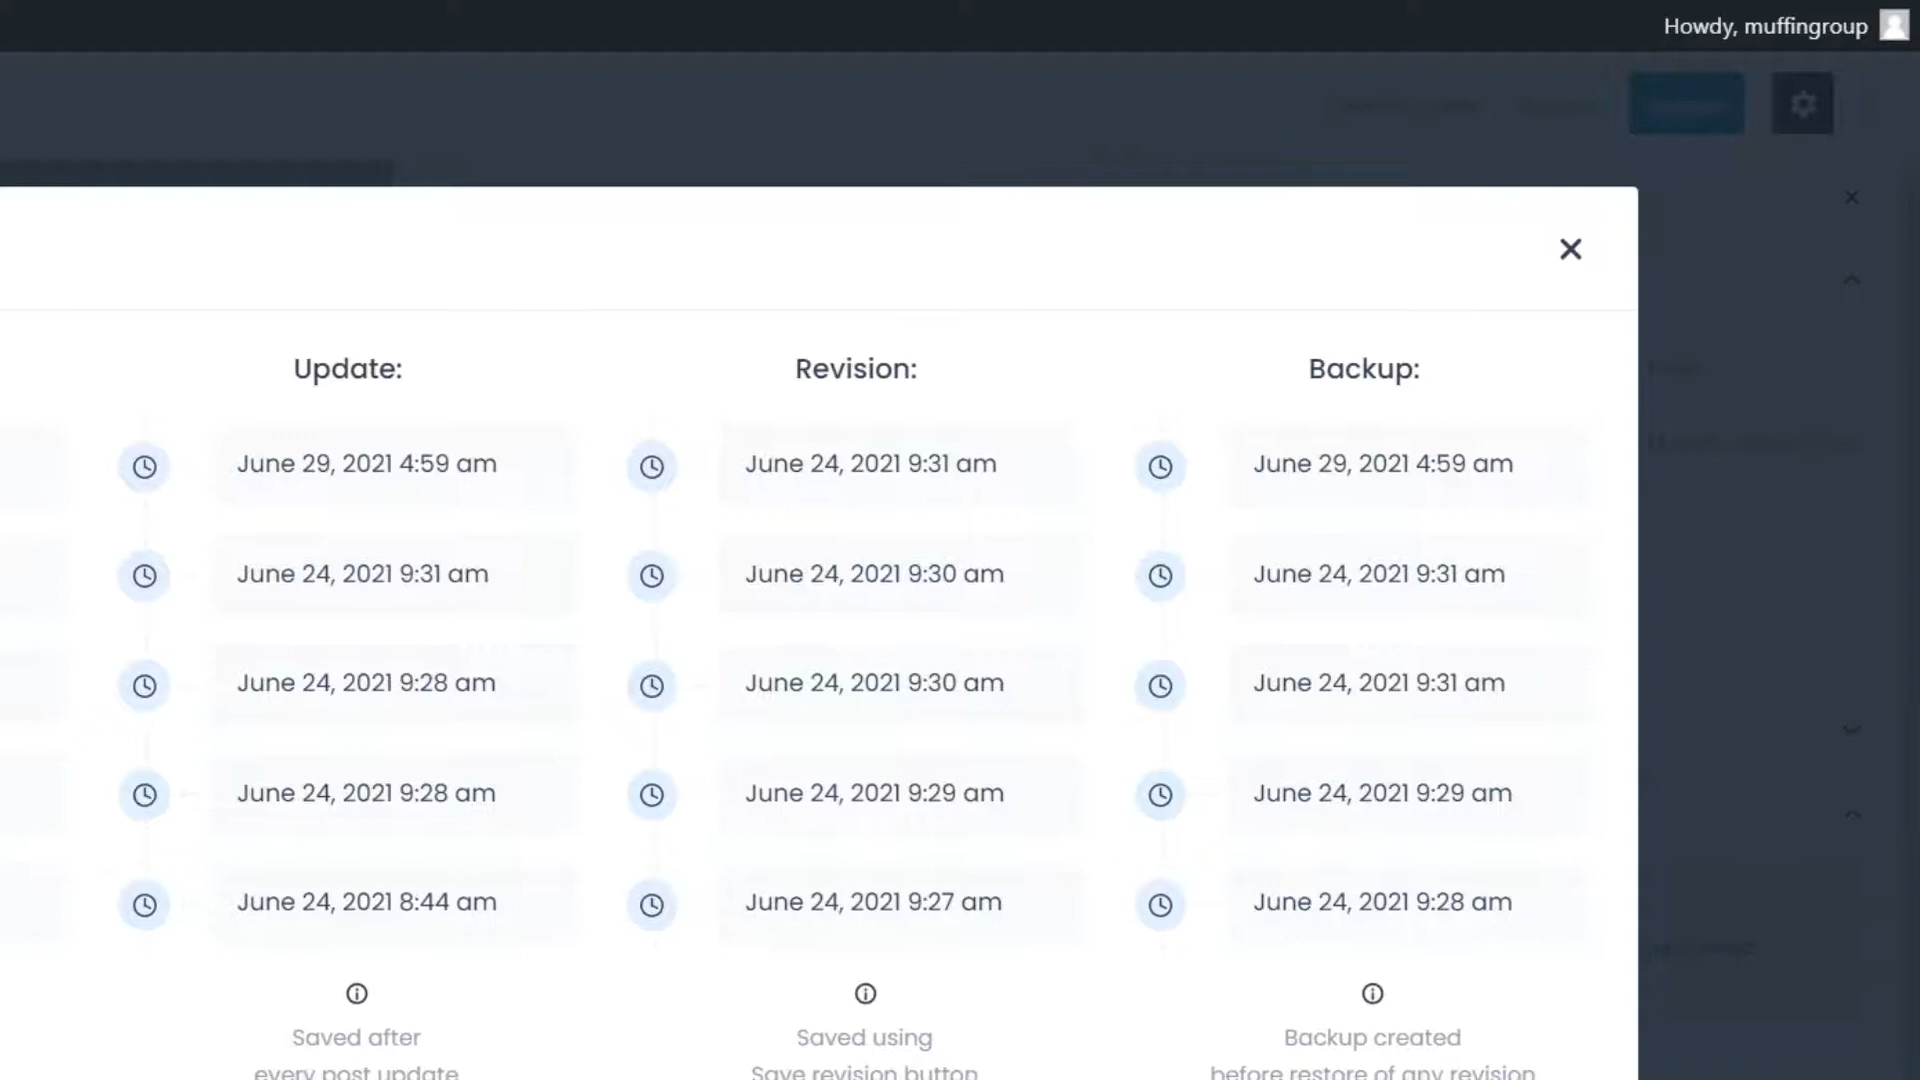 Howdy, muffingroup
Update:
Revision:
Backup:
June 29, 2021 4:59 am
June 24, 2021 9:31 am
June 29, 2021 4:59 am
June 24, 2021 9:31 am
June 24, 2021 9:30 am
June 24, 2021 9:31 am
June 24, 2021 9:28 am
June 24, 2021 9:30 am
June 24, 2021 9:31 am
June 24, 2021 9:28 am
June 24, 2021 9:29 am
June 24, 2021 9:29 am
June 24, 2021 8:44 am
June 24, 2021 9:27 am
June 24, 2021 9:28 am
Saved after
every post update
Saved using
Save revision button
Backup created
before restore of any revision